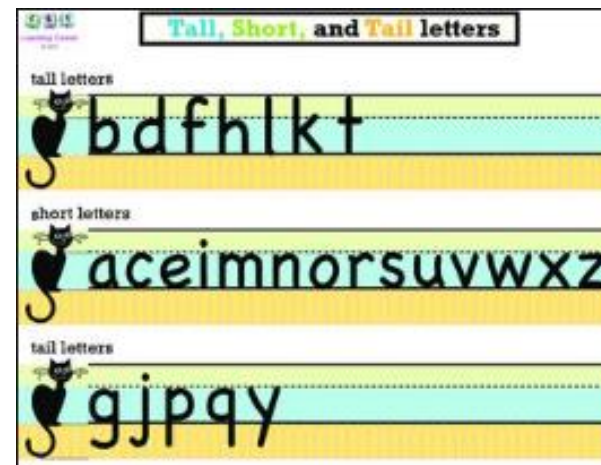 Tall, Short, and Tail letters
tall letters
bdfhlkt
short letters
aceimnorsuvwxz
tail letters
gjpqy